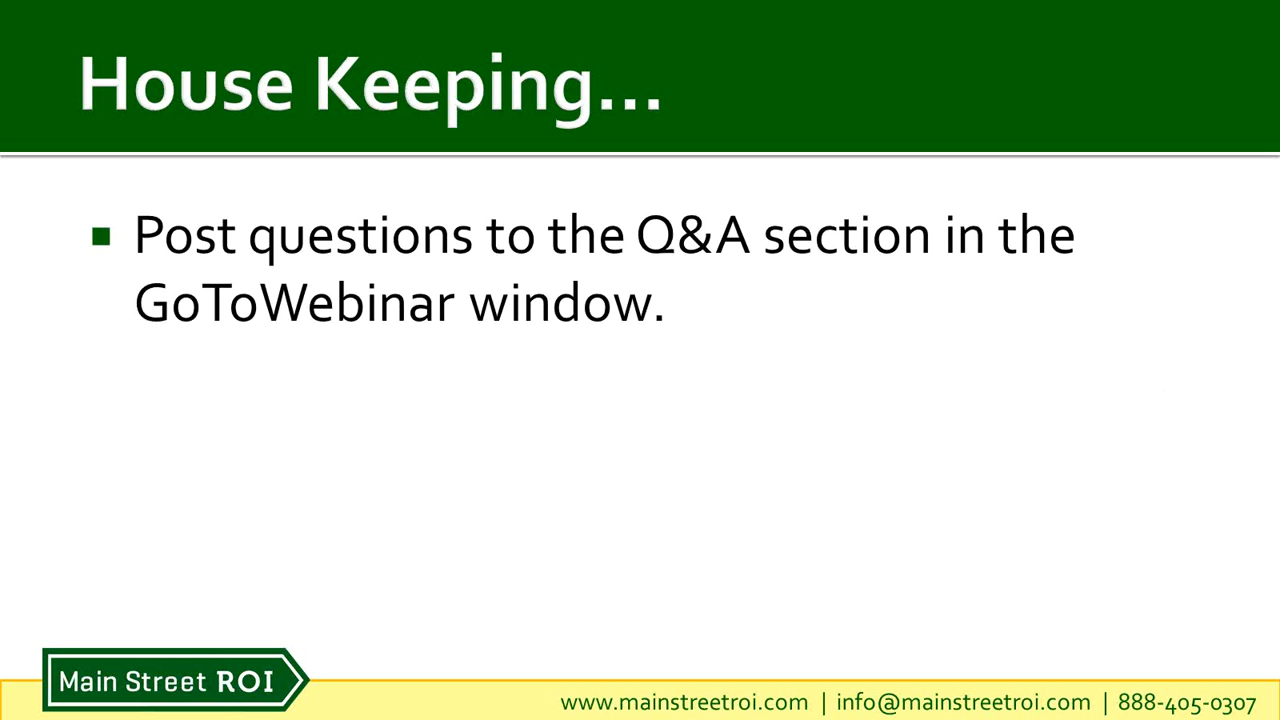 House Keeping...
Post questions to the Q&A section in the
GoToWebinar window.
Main Street ROI
www.mainstreetroi.com | info@mainstreetroi.com | 888-405-0307